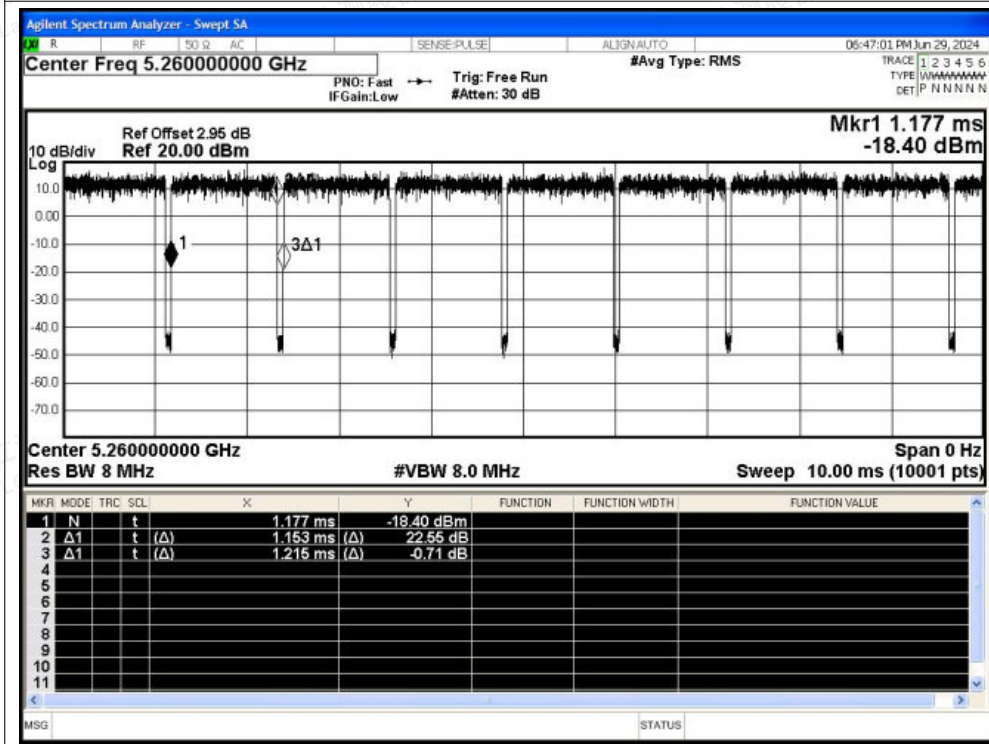 Agilent Spectrum Analyzer - Swept SA
LXI R RF 50 Ω AC SENSE:PULSE ALIGN AUTO 06:47:01 PM Jun 29, 2024
Center Freq 5.260000000 GHz #Avg Type: RMS TRACE 1 2 3 4 5 6
PNO: Fast Trig: Free Run TYPE WWWWWW
IFGain:Low #Atten: 30 dB DET P N N N N N
Mkr1 1.177 ms
Ref Offset 2.95 dB
10 dB/div Ref 20.00 dBm -18.40 dBm
Log
10.0
0.00
-10.0
1 3Δ1
-20.0
-30.0
-40.0
-50.0
-60.0
-70.0
Center 5.260000000 GHz Span 0 Hz
Res BW 8 MHz #VBW 8.0 MHz Sweep 10.00 ms (10001 pts)
MKR MODE TRC SCL X Y FUNCTION FUNCTION WIDTH FUNCTION VALUE
1 N t 1.177 ms -18.40 dBm
2 Δ1 t (Δ) 1.153 ms (Δ) 22.55 dB
3 Δ1 t (Δ) 1.215 ms (Δ) -0.71 dB
4
5
6
7
8
9
10
11
MSG STATUS